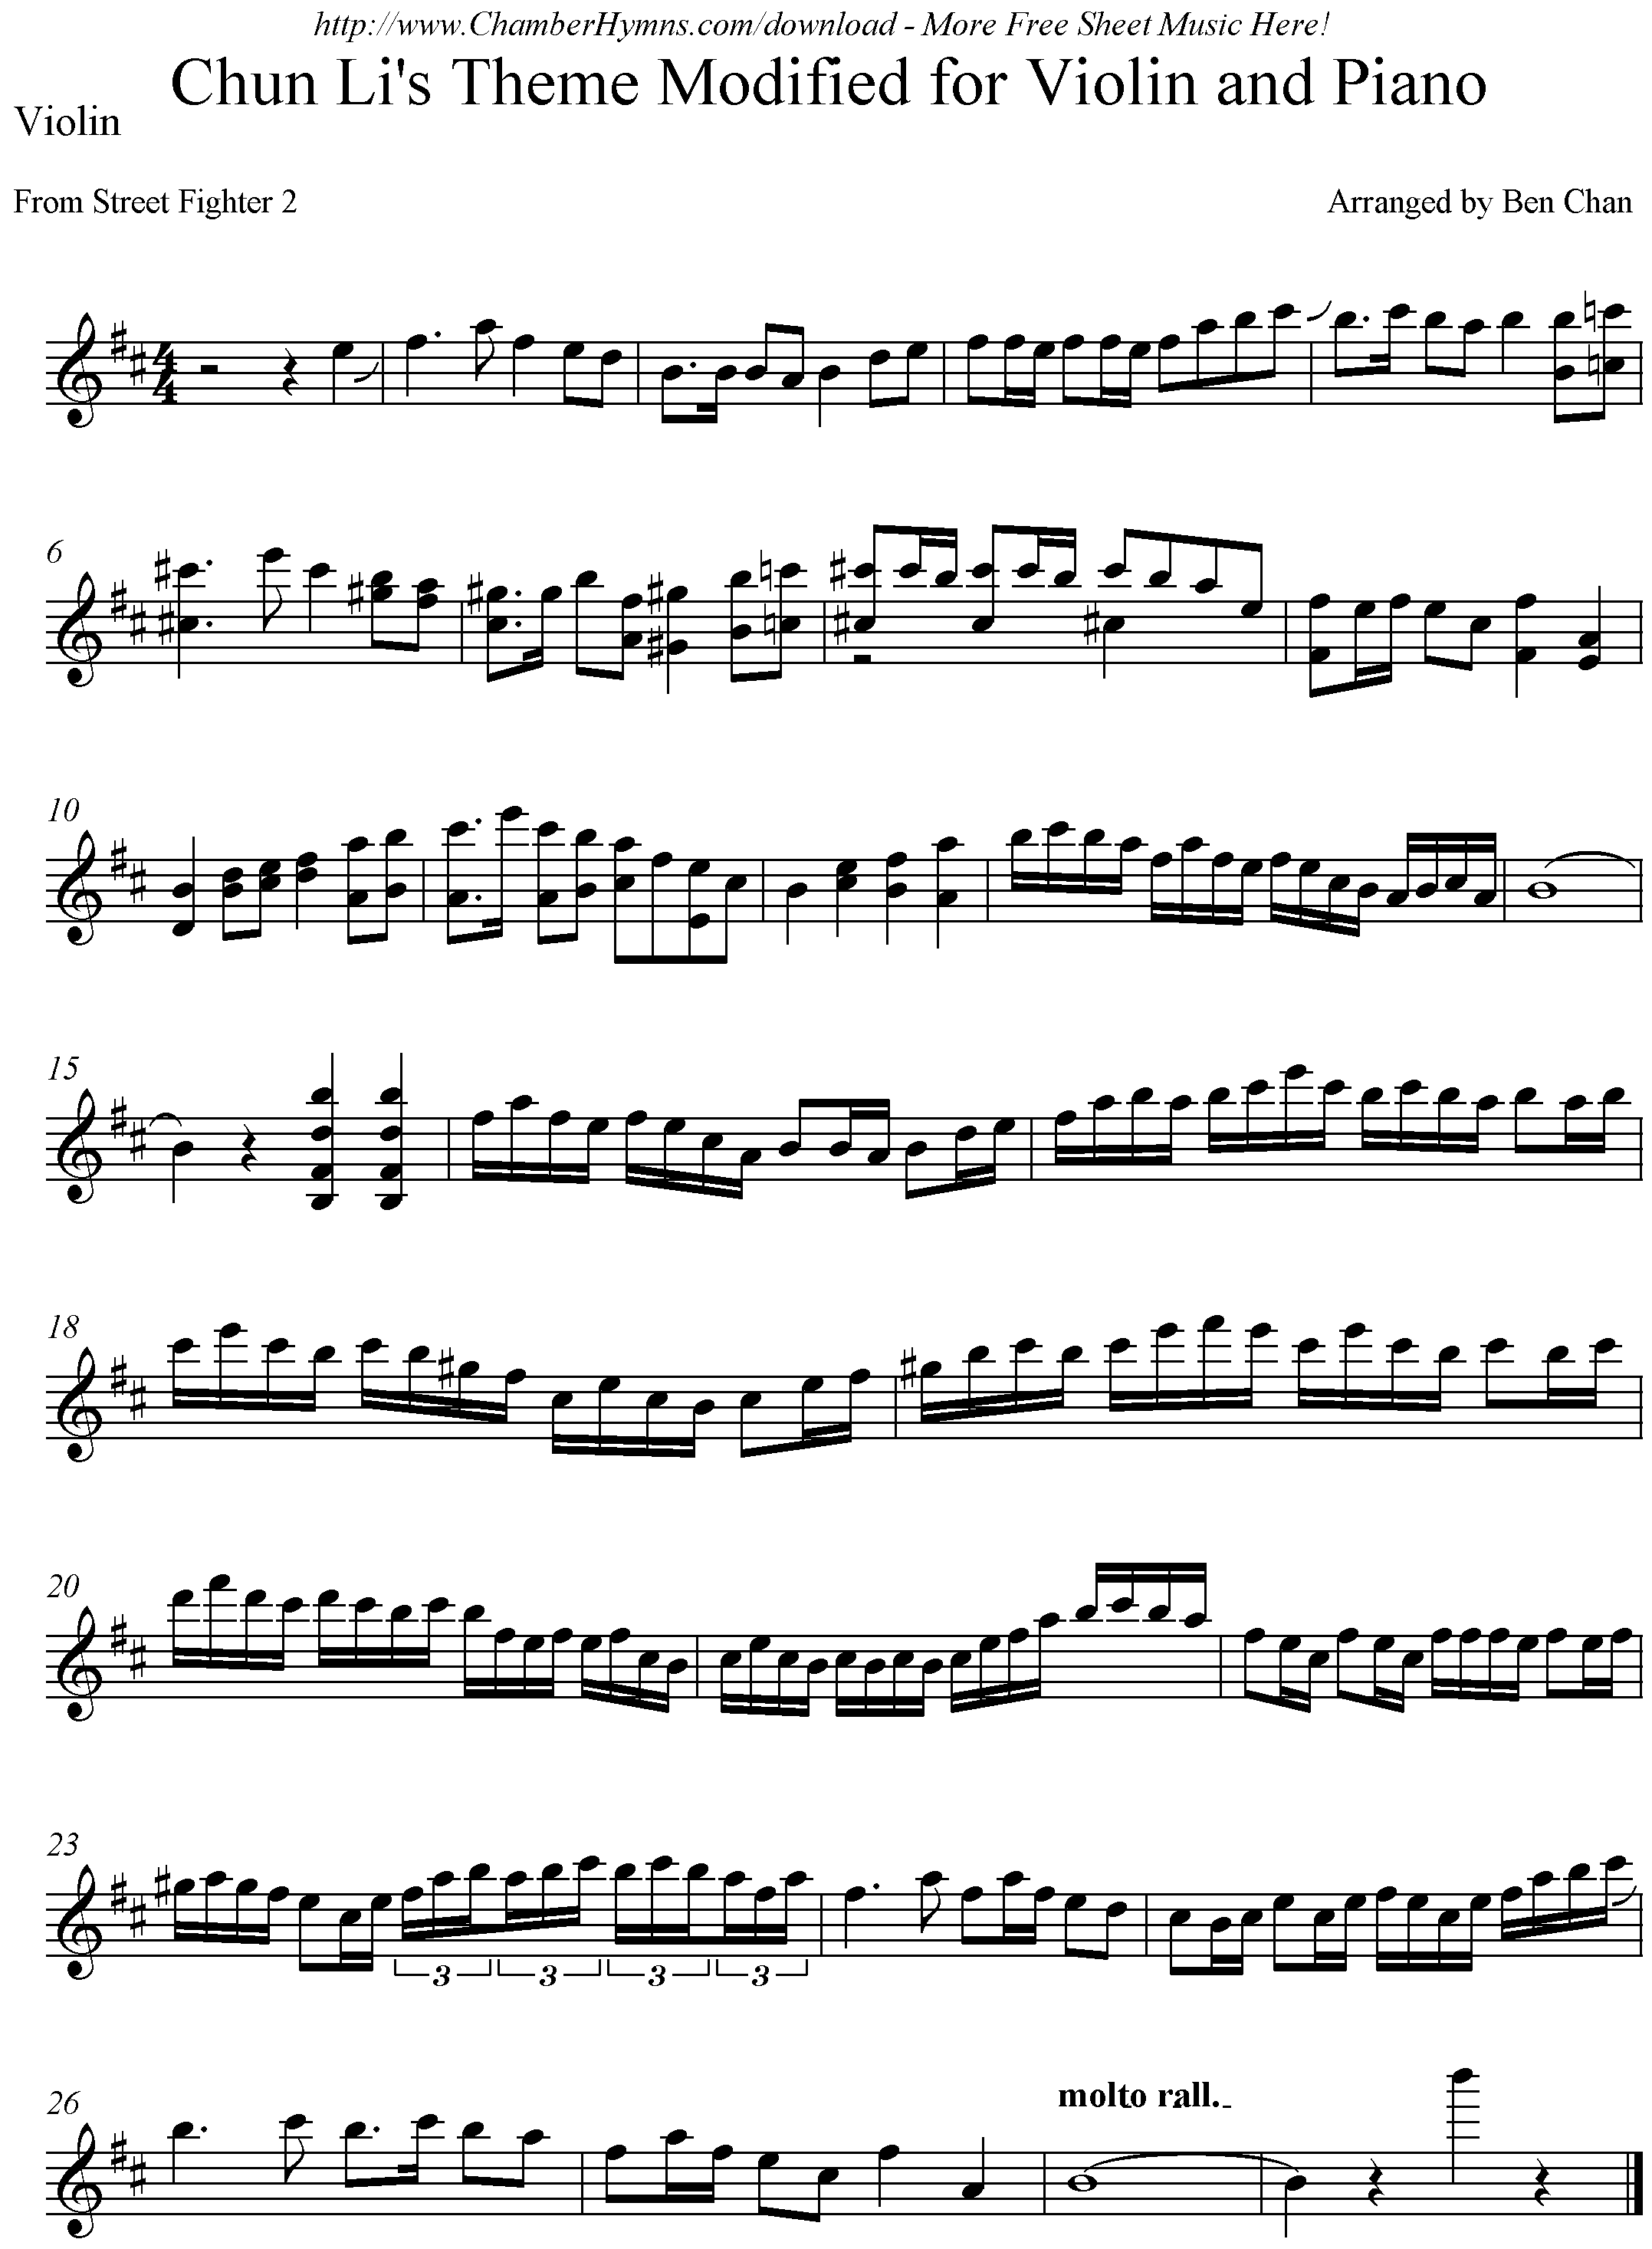 http://www.ChamberHymns.com/download - More Free Sheet Music Here!
Chun Li's Theme Modified for Violin and Piano
Violin
From Street Fighter 2
Arranged by Ben Chan
4
4
6
10
15
18
20
23
3 3 3 3
26
molto rall.